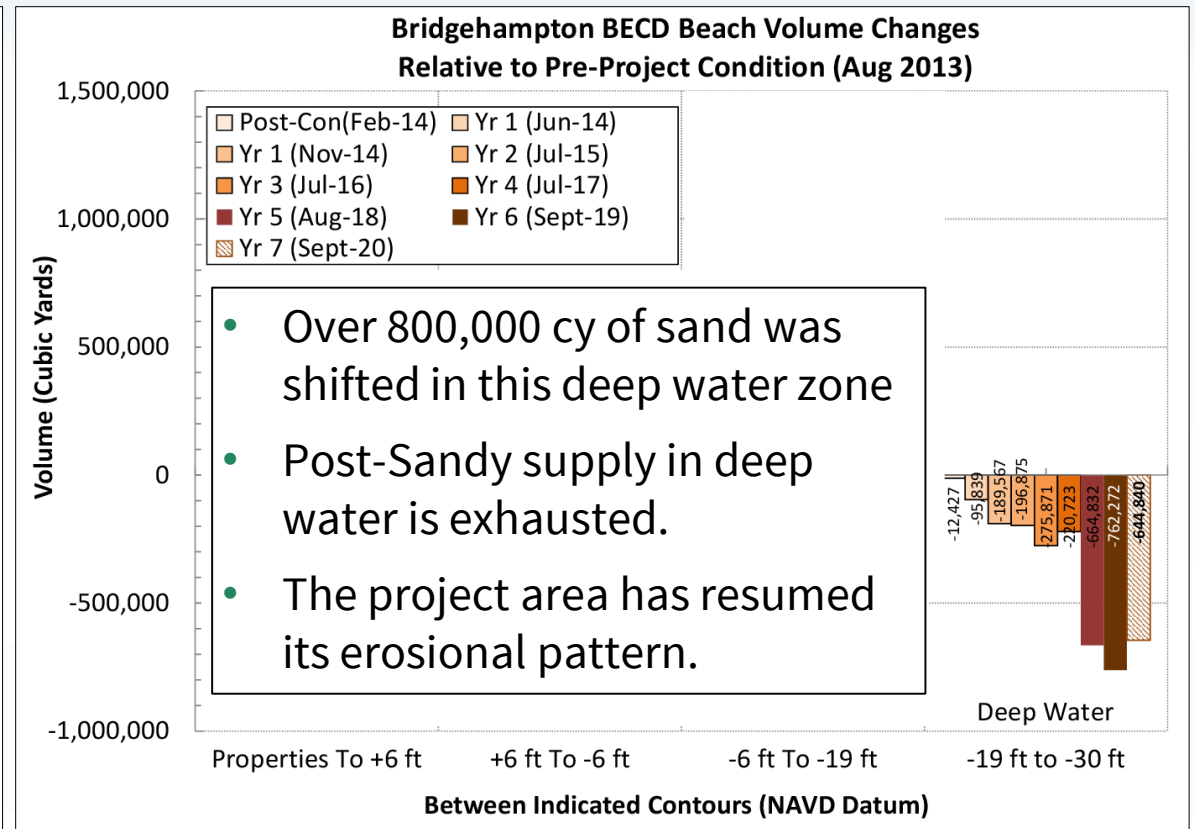 Bridgehampton BECD Beach Volume Changes
Relative to Pre-Project Condition (Aug 2013)
1,500,000
1,000,000
500,000
0
-500,000
-1,000,000
Volume (Cubic Yards)
Post-Con(Feb-14) Yr 1 (Jun-14)
Yr 1 (Nov-14) Yr 2 (Jul-15)
Yr 3 (Jul-16) Yr 4 (Jul-17)
Yr 5 (Aug-18) Yr 6 (Sept-19)
Yr 7 (Sept-20)
• Over 800,000 cy of sand was
shifted in this deep water zone
• Post-Sandy supply in deep
water is exhausted.
• The project area has resumed
its erosional pattern.
-12,427
-95,839
-189,567
-196,875
-275,871
-220,723
-664,832
-762,272
-644,840
Deep Water
Properties To +6 ft +6 ft To -6 ft -6 ft To -19 ft -19 ft to -30 ft
Between Indicated Contours (NAVD Datum)